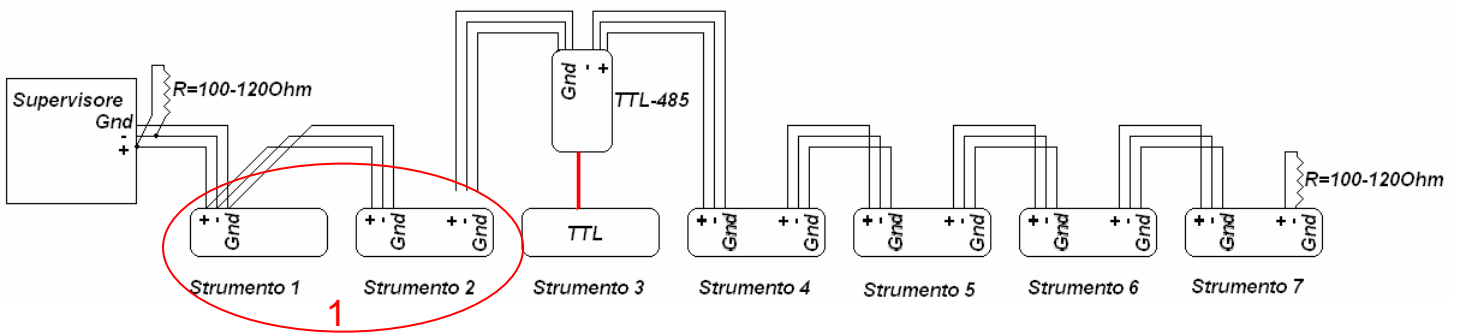 Supervisore
Gnd
-
+
R=100-120Ohm
Gnd - +
TTL-485
R=100-120Ohm
+ - Gnd
+ - Gnd
+ - Gnd
TTL
+ - Gnd
+ - Gnd
+ - Gnd
+ - Gnd
+ - Gnd
+ - Gnd
+ - Gnd
+ - Gnd
Strumento 1
Strumento 2
Strumento 3
Strumento 4
Strumento 5
Strumento 6
Strumento 7
1